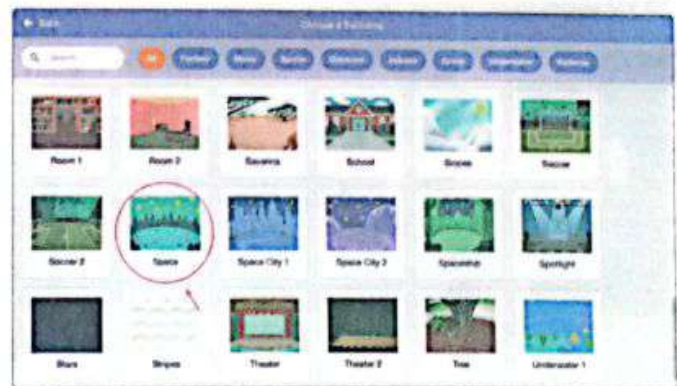 Back
Choose a Backdrop
Search
All Fantasy Music Sports Outdoors Indoors Space Underwater Patterns
Room 1 Room 2 Savanna School Slopes Soccer
Soccer 2 Space Space City 1 Space City 2 Spaceship Spotlight
Stars Stripes Theater Theater 2 Tree Underwater 1